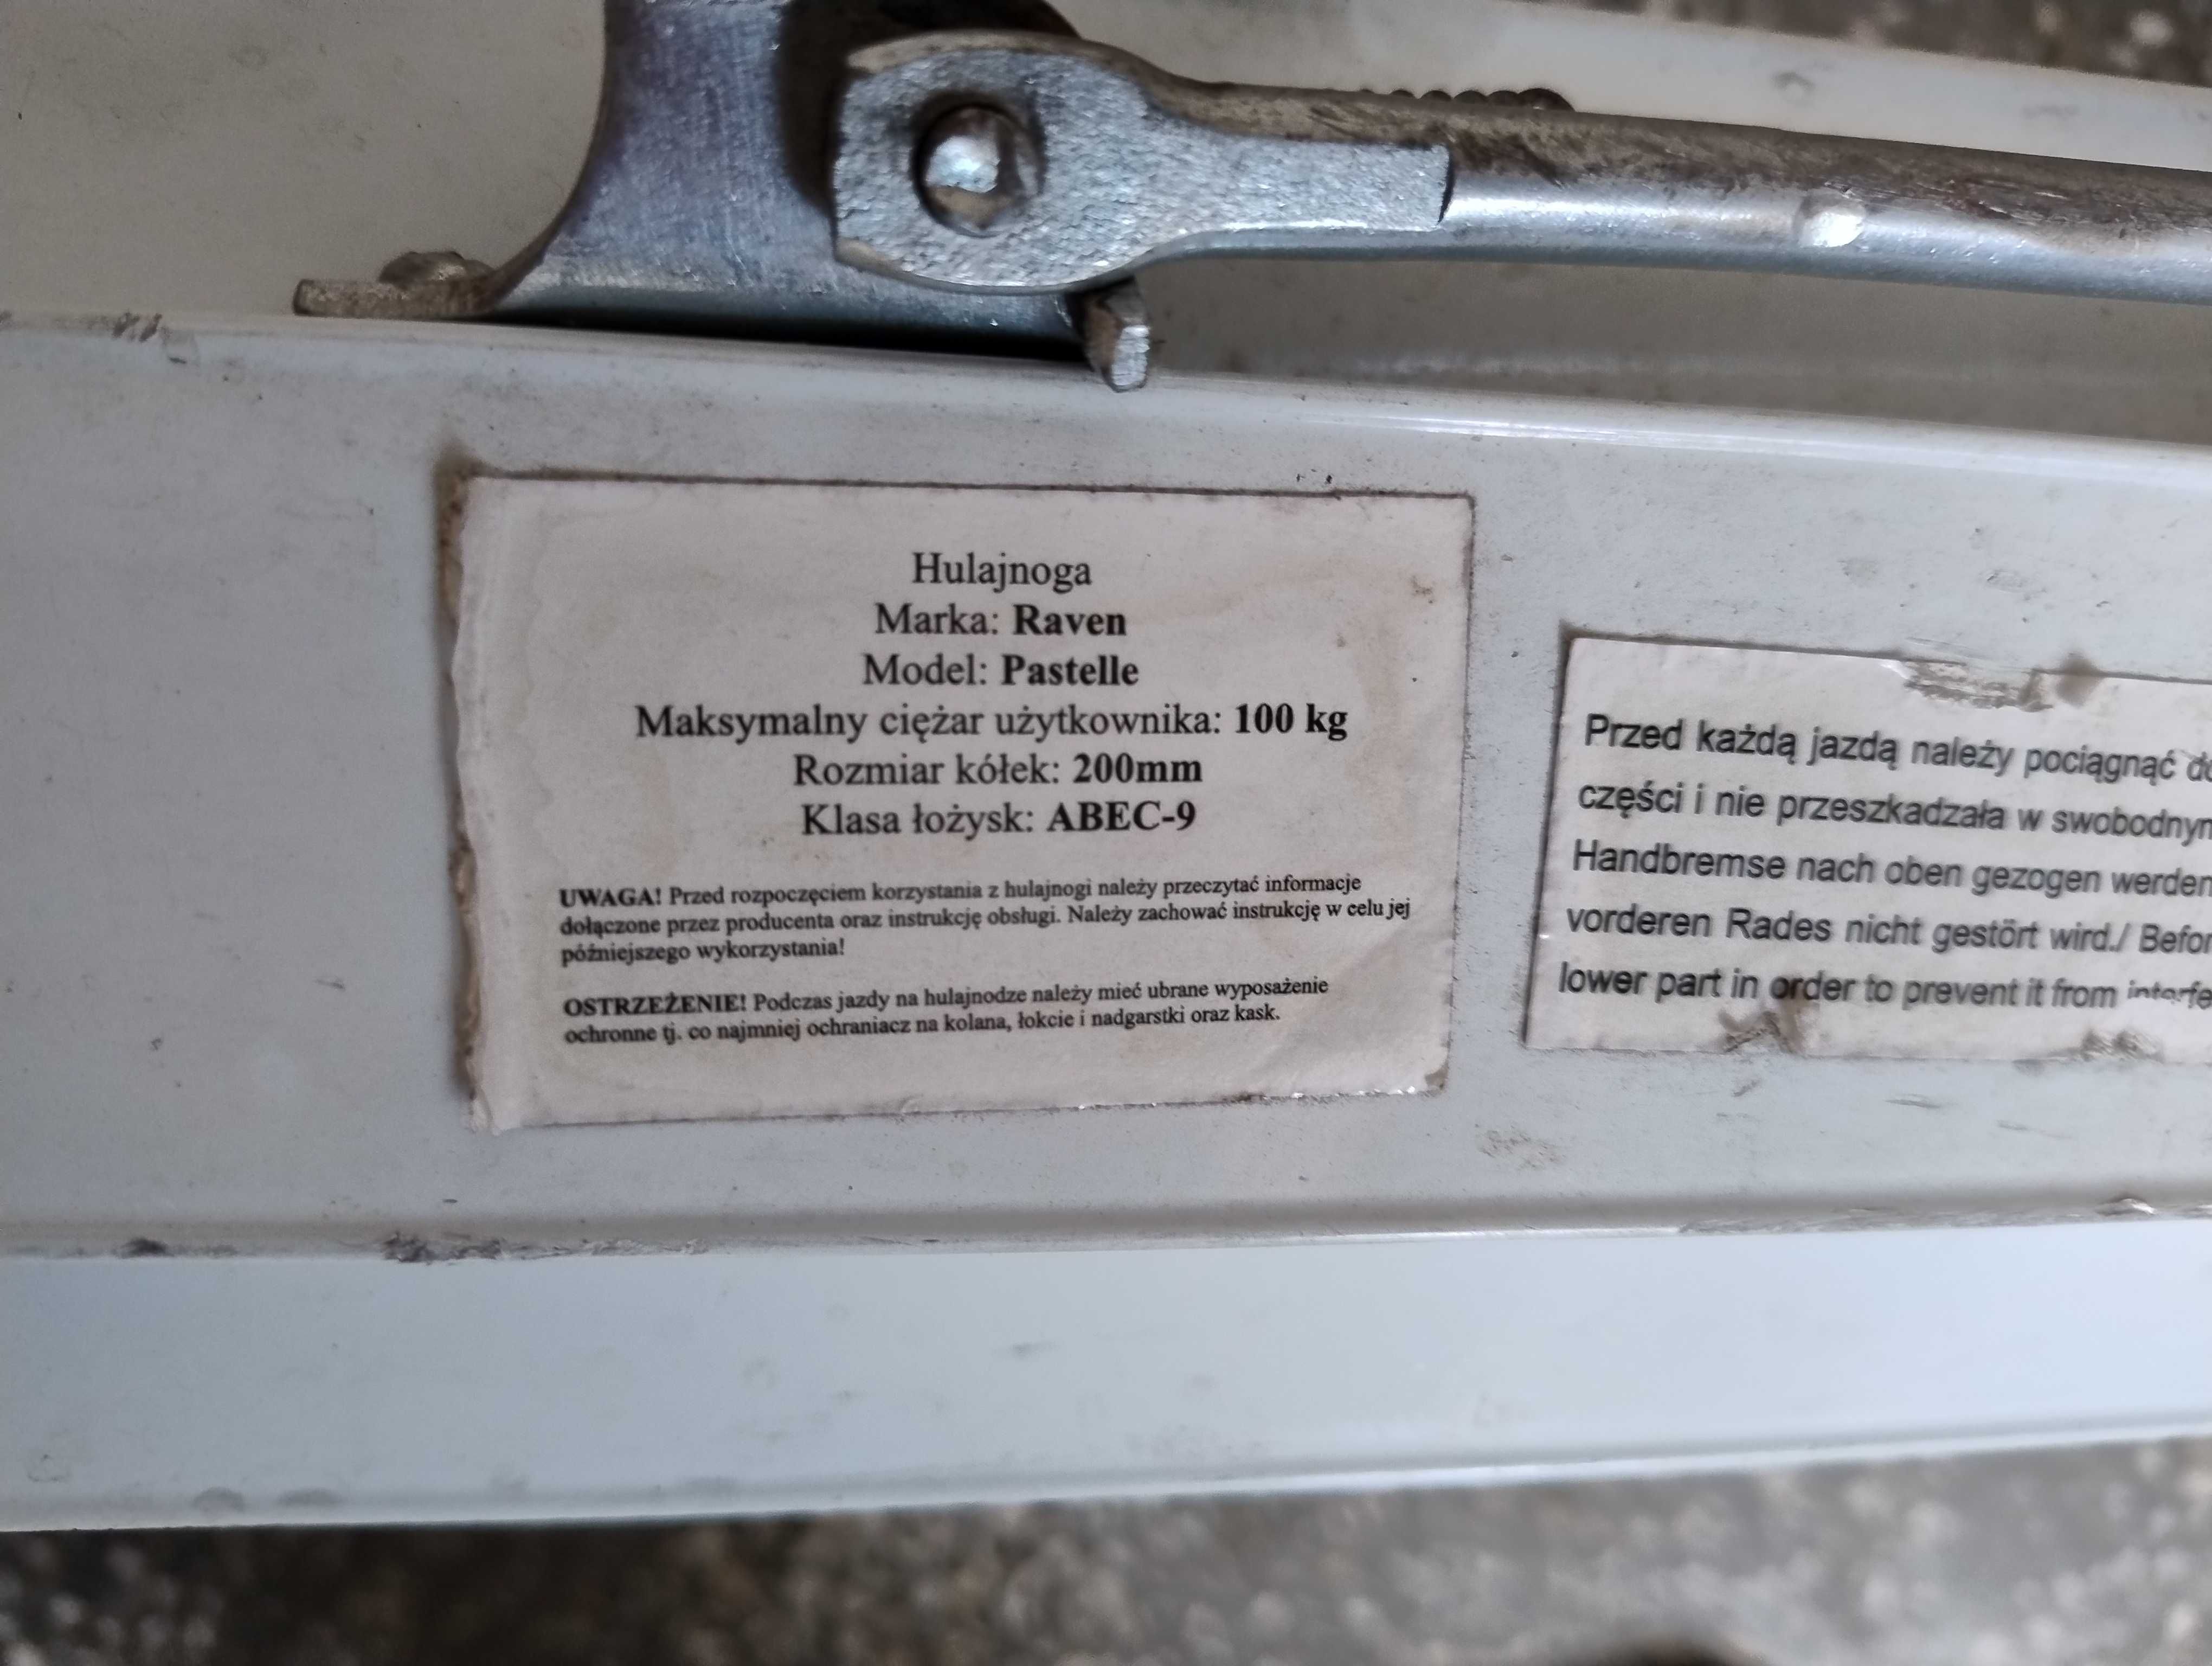 Hulajnoga
Marka: Raven
Model: Pastelle
Maksymalny ciężar użytkownika: 100 kg
Rozmiar kółek: 200mm
Klasa łożysk: ABEC-9
UWAGA! Przed rozpoczęciem korzystania z hulajnogi należy przeczytać informacje
dołączone przez producenta oraz instrukcję obsługi. Należy zachować instrukcję w celu jej
późniejszego wykorzystania!
OSTRZEŻENIE! Podczas jazdy na hulajnodze należy mieć ubrane wyposażenie
ochronne tj. co najmniej ochraniacz na kolana, łokcie i nadgarstki oraz kask.
Przed każdą jazdą należy pociągnąć
części i nie przeszkadzała w
Handbremse nach oben gezogen werden
vorderen Rades nicht gestört wird./
lower part in order to prevent it from